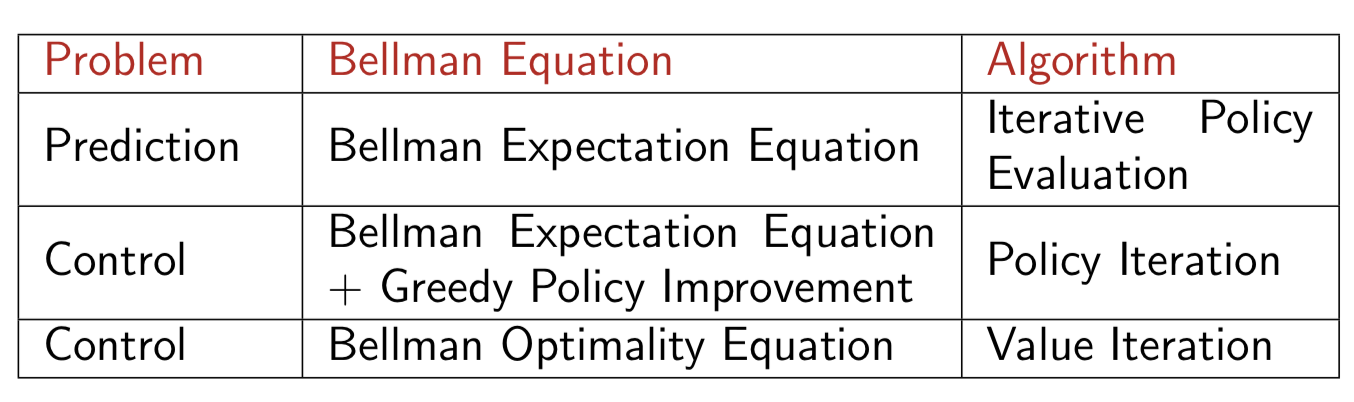 Problem Bellman Equation Algorithm
Prediction Bellman Expectation Equation Iterative Policy
Evaluation
Control Bellman Expectation Equation
+ Greedy Policy Improvement Policy Iteration
Control Bellman Optimality Equation Value Iteration